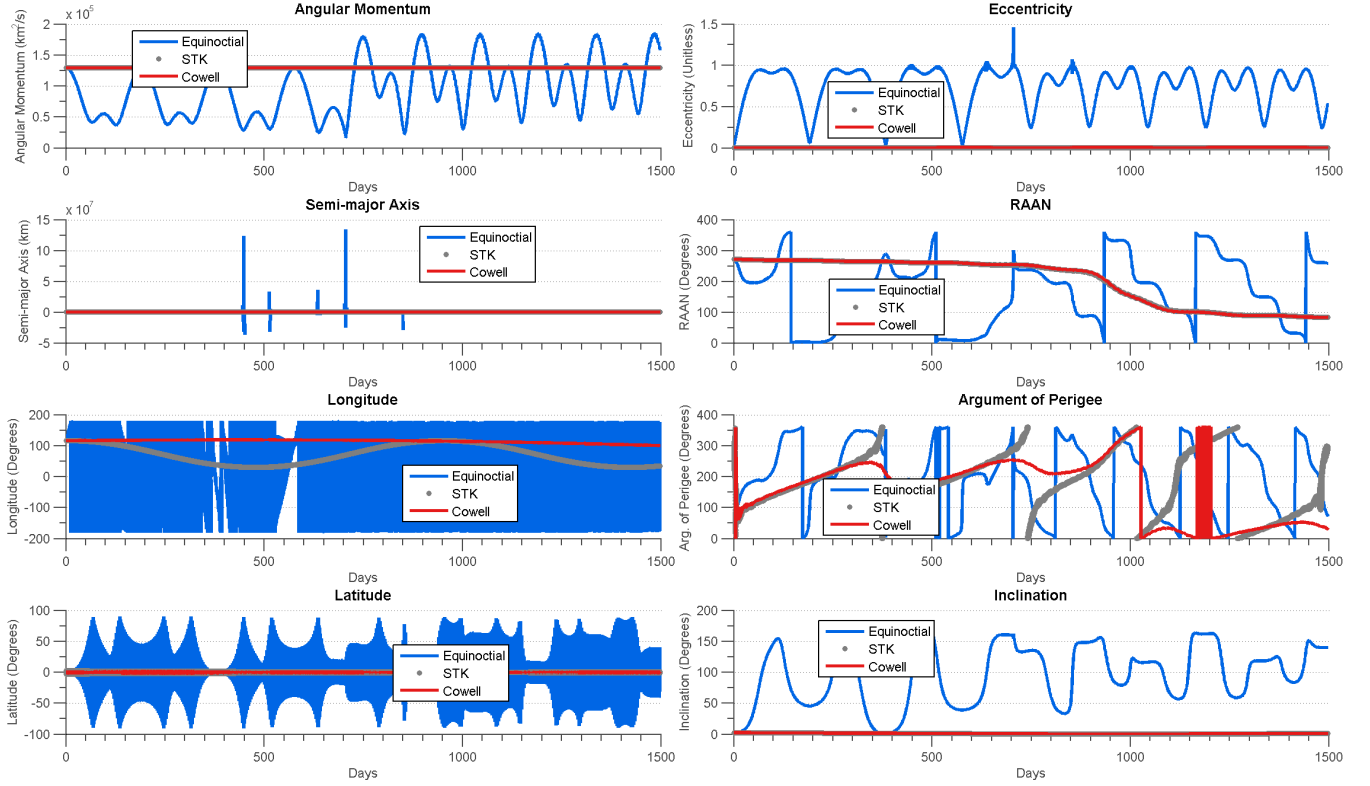 Angular Momentum
x 10^5
Angular Momentum (km²/s)
2
1.5
1
0.5
0
Equinoctial
STK
Cowell
0 500 1000 1500
Days
Eccentricity
Eccentricity (Unitless)
1.5
1
0.5
0
Equinoctial
STK
Cowell
0 500 1000 1500
Days
Semi-major Axis
x 10^7
Semi-major Axis (km)
15
10
5
0
-5
Equinoctial
STK
Cowell
0 500 1000 1500
Days
RAAN
RAAN (Degrees)
400
300
200
100
0
Equinoctial
STK
Cowell
0 500 1000 1500
Days
Longitude
Longitude (Degrees)
200
100
0
-100
-200
Equinoctial
STK
Cowell
0 500 1000 1500
Days
Argument of Perigee
Arg. of Perigee (Degrees)
400
300
200
100
0
Equinoctial
STK
Cowell
0 500 1000 1500
Days
Latitude
Latitude (Degrees)
100
50
0
-50
-100
Equinoctial
STK
Cowell
0 500 1000 1500
Days
Inclination
Inclination (Degrees)
200
150
100
50
0
Equinoctial
STK
Cowell
0 500 1000 1500
Days